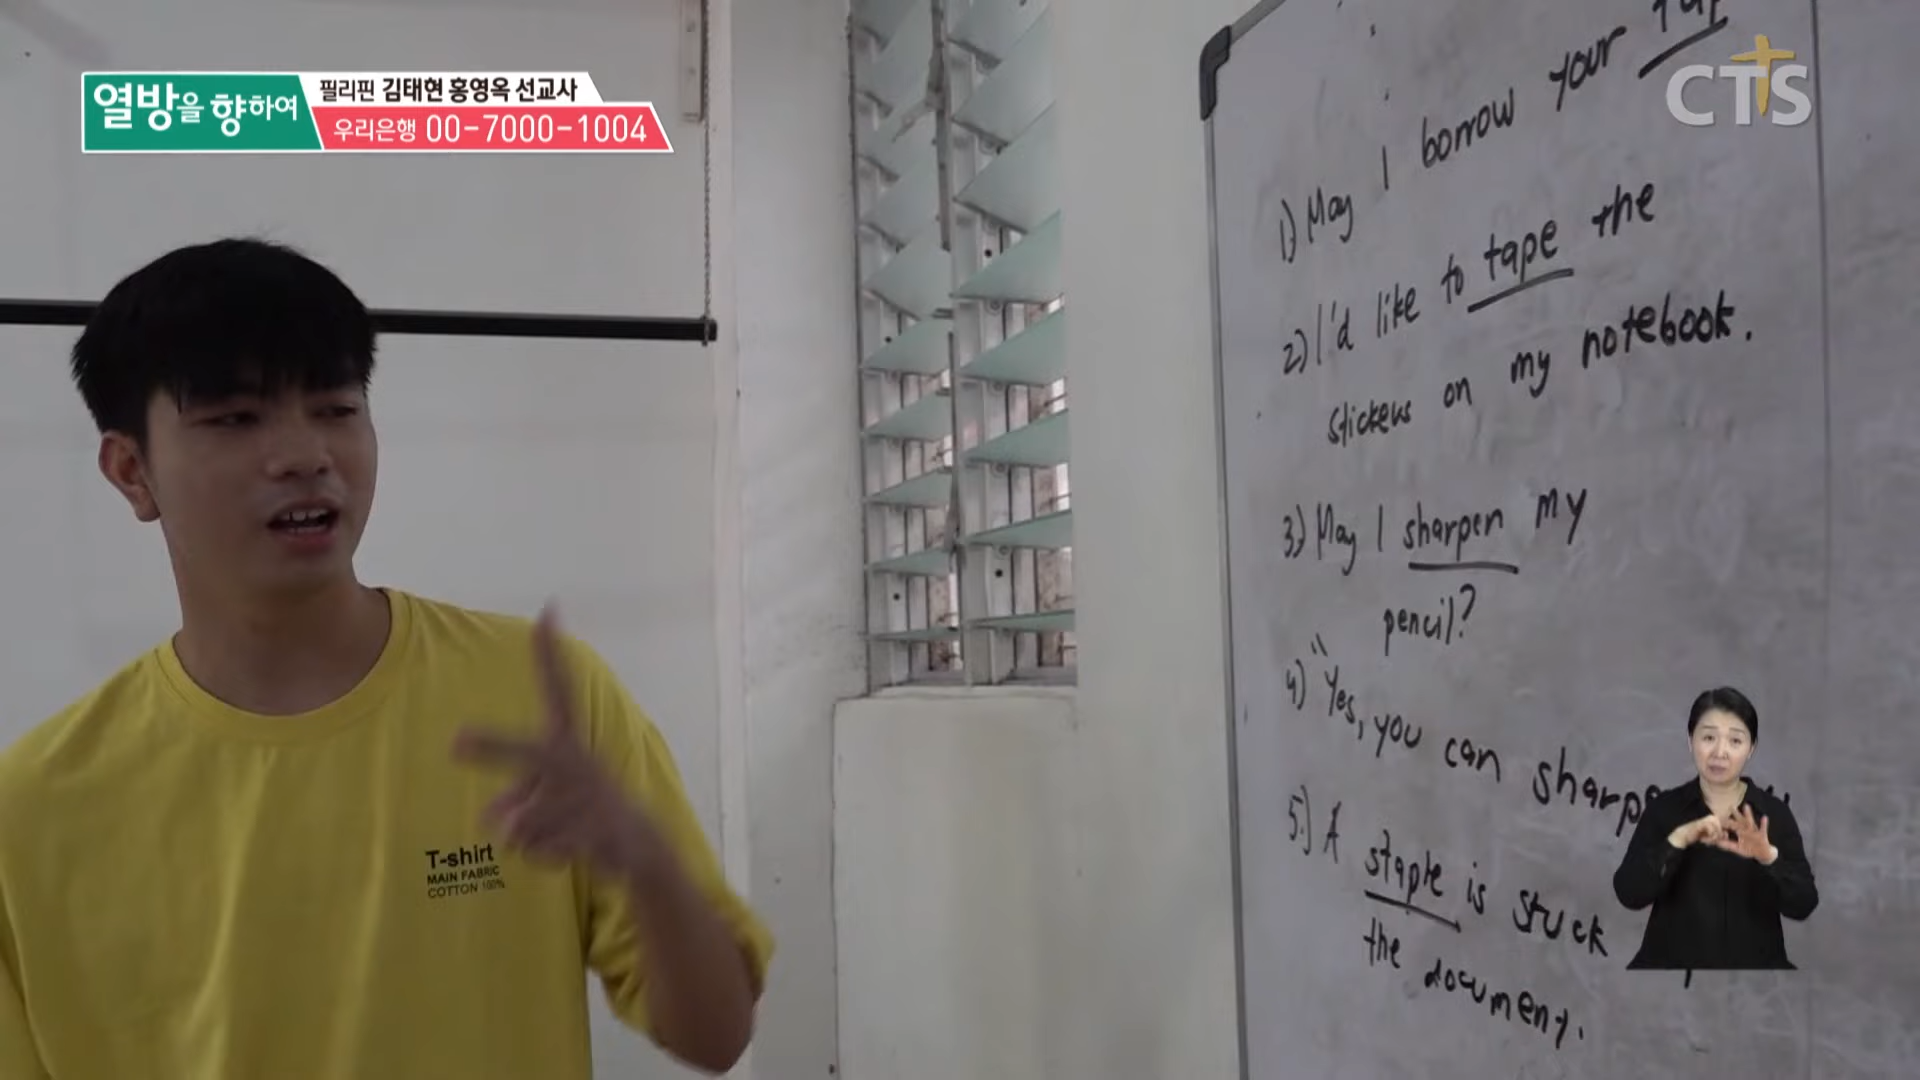 열방을 향하여
필리핀 김태현 홍영옥 선교사
우리은행 00-7000-1004
CTS
1) May I borrow your
2) I'd like to tape the
stickers on my notebook.
3) May I sharpen my
pencil?
4) "Yes, you can
5.) A staple is stuck
the document.
T-shirt
MAIN FABRIC
COTTON 100%